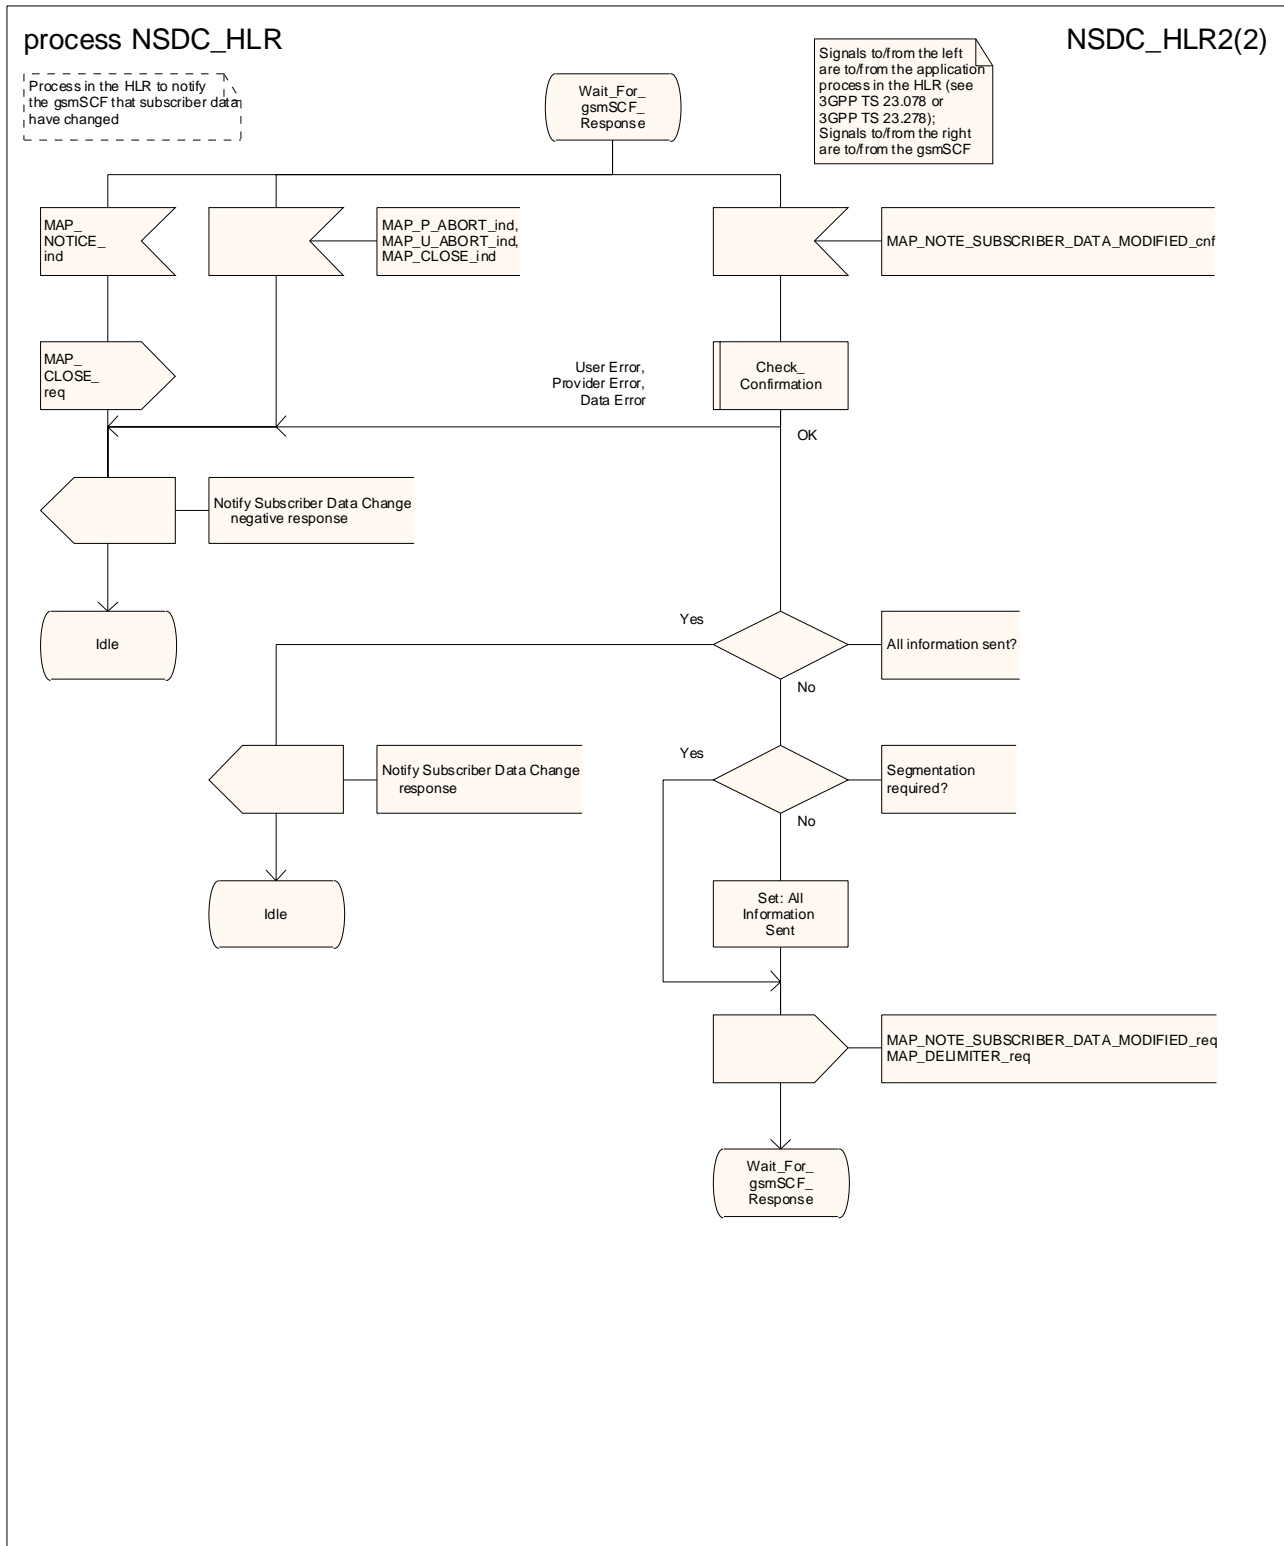 process NSDC_HLR
NSDC_HLR2(2)
Process in the HLR to notify
the gsmSCF that subscriber data
have changed
Wait_For_
gsmSCF_
Response
Signals to/from the left
are to/from the application
process in the HLR (see
3GPP TS 23.078 or
3GPP TS 23.278);
Signals to/from the right
are to/from the gsmSCF
MAP_
NOTICE_
ind
MAP_P_ABORT_ind,
MAP_U_ABORT_ind,
MAP_CLOSE_ind
MAP_NOTE_SUBSCRIBER_DATA_MODIFIED_cnf
MAP_
CLOSE_
req
User Error,
Provider Error,
Data Error
Check_
Confirmation
OK
Notify Subscriber Data Change
negative response
Idle
Yes
All information sent?
No
Notify Subscriber Data Change
response
Yes
Segmentation
required?
No
Idle
Set: All
Information
Sent
MAP_NOTE_SUBSCRIBER_DATA_MODIFIED_req
MAP_DELIMITER_req
Wait_For_
gsmSCF_
Response